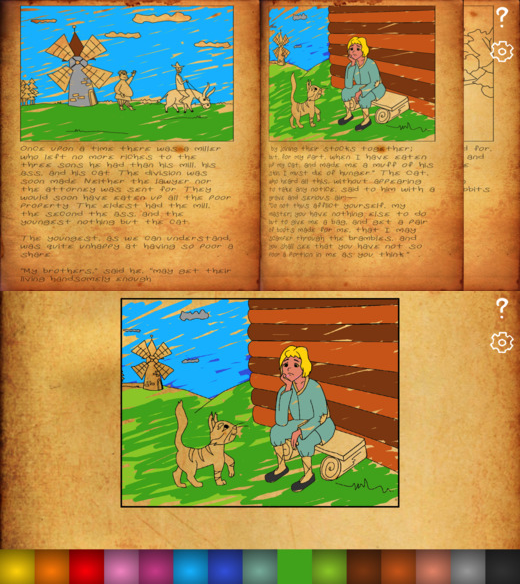 ?
Once upon a time there was a miller
who left no more riches to the
three sons he had than his mill, his
ass, and his cat. The division was
soon made. Neither the lawyer nor
the attorney was sent for. They
would soon have eaten up all the poor
property. The eldest had the mill,
the second the ass, and the
youngest nothing but the cat.
The youngest, as we can understand,
was quite unhappy at having so poor a
share.
"My brothers," said he, "may get their
living handsomely enough
by joining their stocks together;
but, for my part, when I have eaten
up my cat, and made me a muff of his
skin, I must die of hunger." The Cat,
who heard all this, without appearing
to take any notice, said to him with a
grave and serious air:—
"Do not thus afflict yourself, my
master; you have nothing else to do
but to give me a bag, and get a pair
of boots made for me, that I may
scamper through the brambles, and
you shall see that you have not so
poor a portion in me as you think."
for
and
?